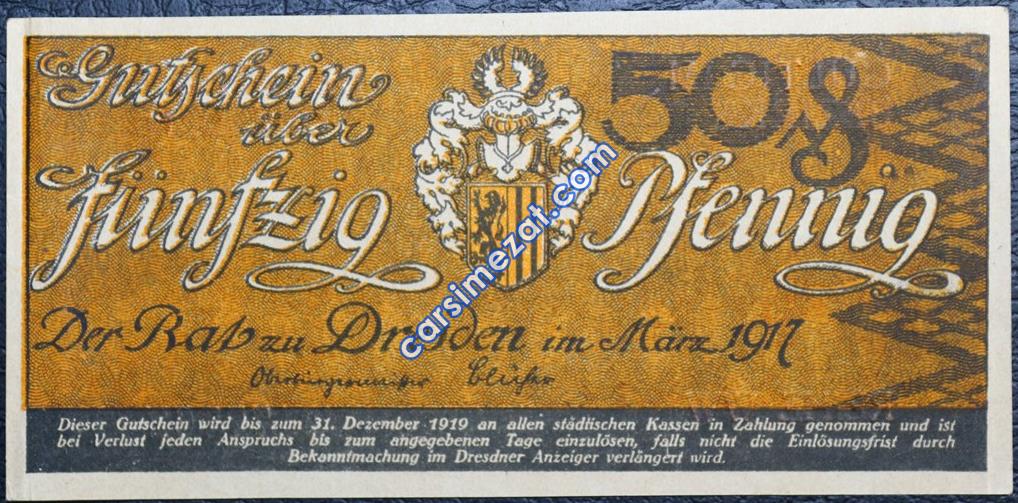 Gutschein
über
fünfzig Pfennig
50 ₰
Der Rat zu Dresden im März 1917
Oberbürgermeister Blüher
Dieser Gutschein wird bis zum 31. Dezember 1919 an allen städtischen Kassen in Zahlung genommen und ist
bei Verlust jeden Anspruchs bis zum angegebenen Tage einzulösen, falls nicht die Einlösungsfrist durch
Bekanntmachung im Dresdner Anzeiger verlängert wird.
carsimezat.com